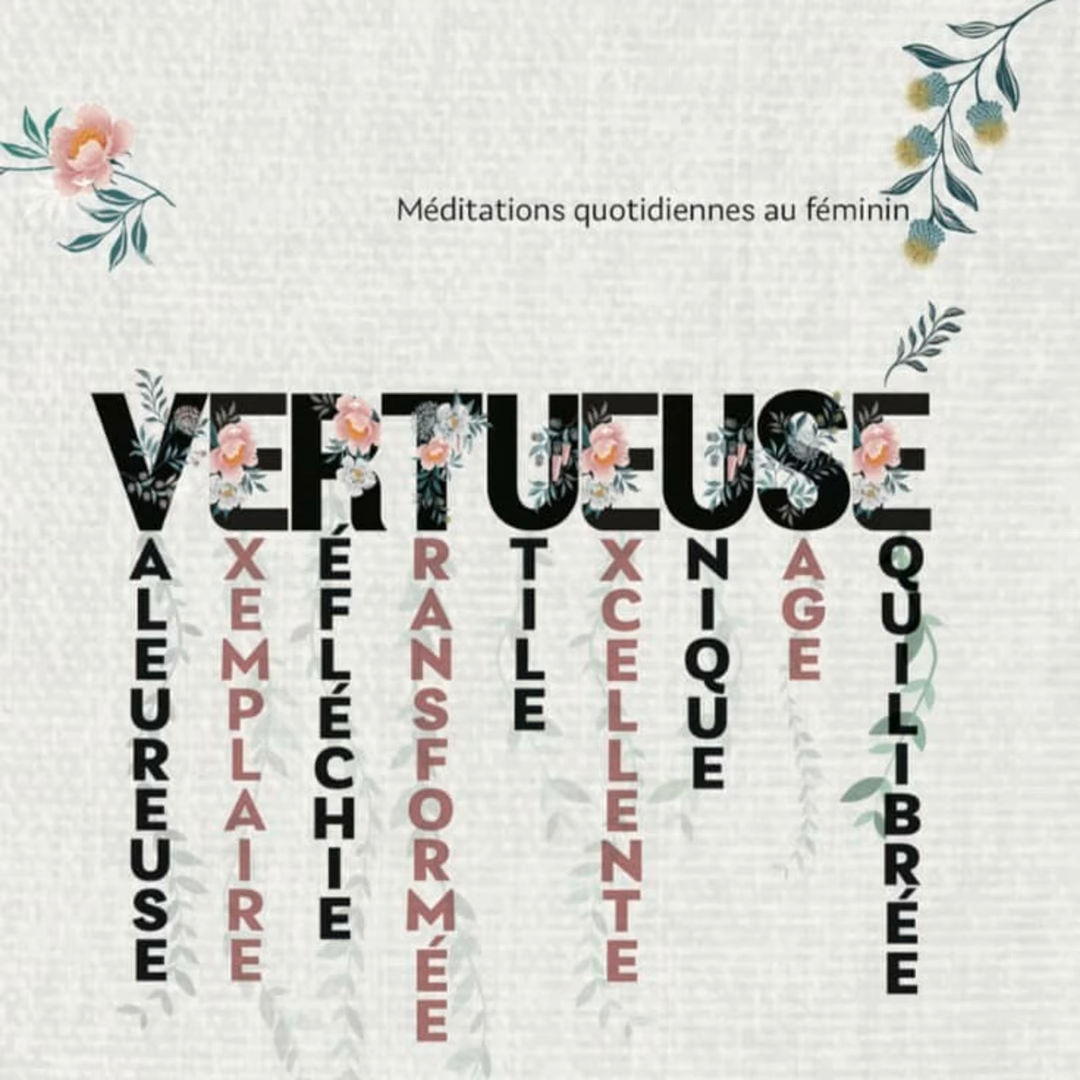 Méditations quotidiennes au féminin
VERTUEUSE
ALEUREUSE
XEMPLAIRE
ÉFLÉCHIE
RANSFORMÉE
TILE
XCELLENTE
NIQUE
AGE
QUILIBRÉE